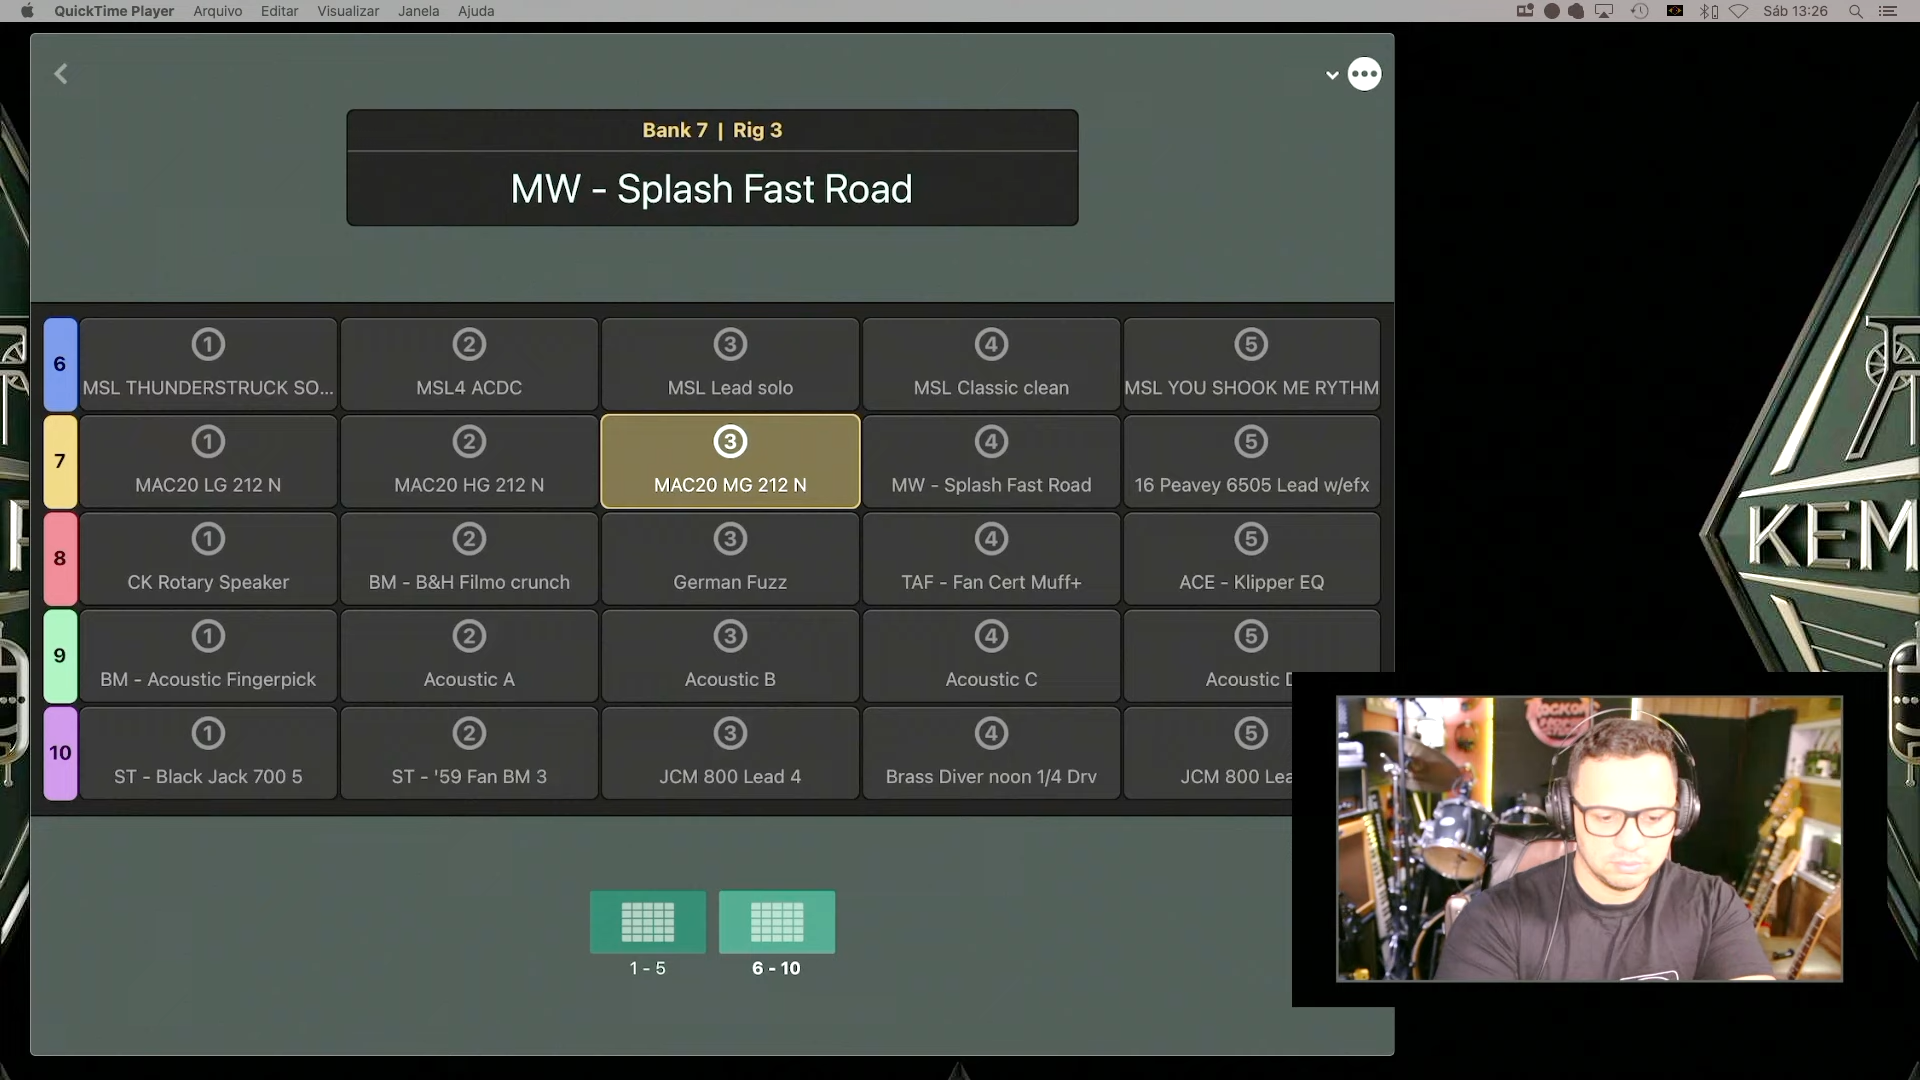 QuickTime Player Arquivo Editar Visualizar Janela Ajuda Sáb 13:26
Bank 7 | Rig 3
MW - Splash Fast Road
6
1 2 3 4 5
MSL THUNDERSTRUCK SO... MSL4 ACDC MSL Lead solo MSL Classic clean MSL YOU SHOOK ME RYTHM
7
1 2 3 4 5
MAC20 LG 212 N MAC20 HG 212 N MAC20 MG 212 N MW - Splash Fast Road 16 Peavey 6505 Lead w/efx
8
1 2 3 4 5
CK Rotary Speaker BM - B&H Filmo crunch German Fuzz TAF - Fan Cert Muff+ ACE - Klipper EQ
9
1 2 3 4 5
BM - Acoustic Fingerpick Acoustic A Acoustic B Acoustic C Acoustic
10
1 2 3 4 5
ST - Black Jack 700 5 ST - '59 Fan BM 3 JCM 800 Lead 4 Brass Diver noon 1/4 Drv JCM 800 Lea
1 - 5 6 - 10
KEM